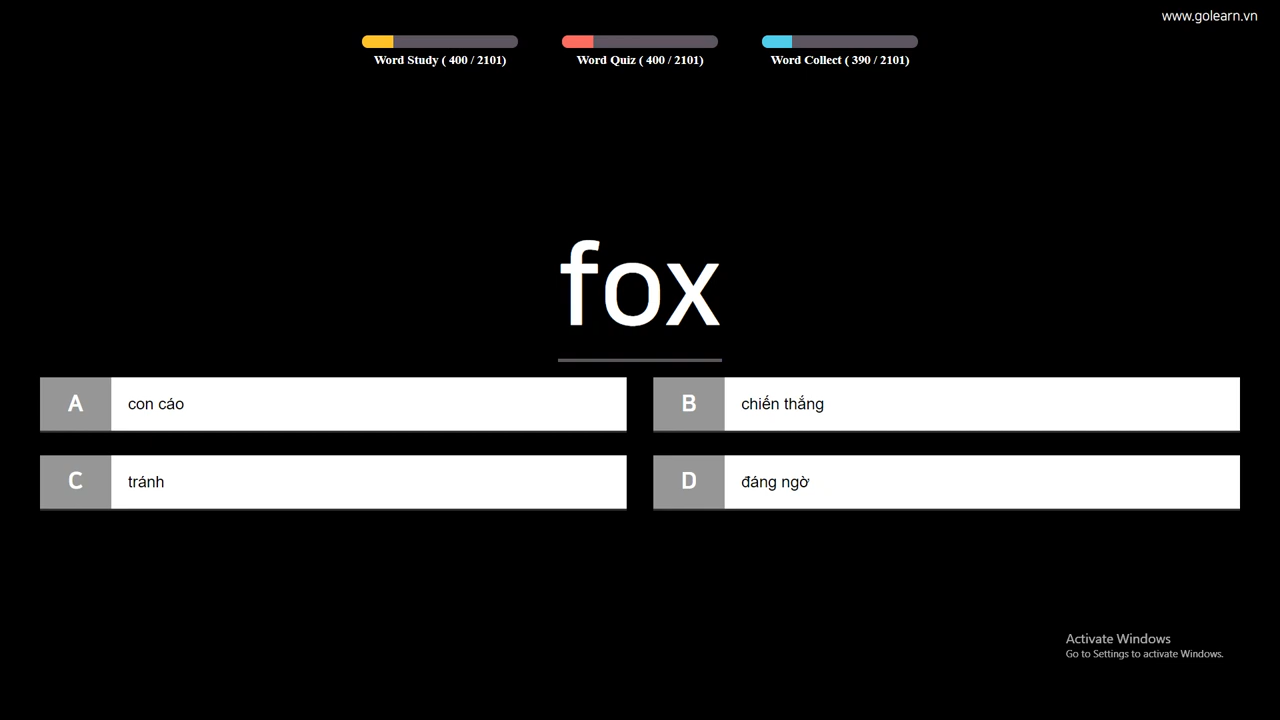 www.golearn.vn
Word Study ( 400 / 2101) Word Quiz ( 400 / 2101) Word Collect ( 390 / 2101)
fox
A con cáo
B chiến thắng
C tránh
D đáng ngờ
Activate Windows
Go to Settings to activate Windows.